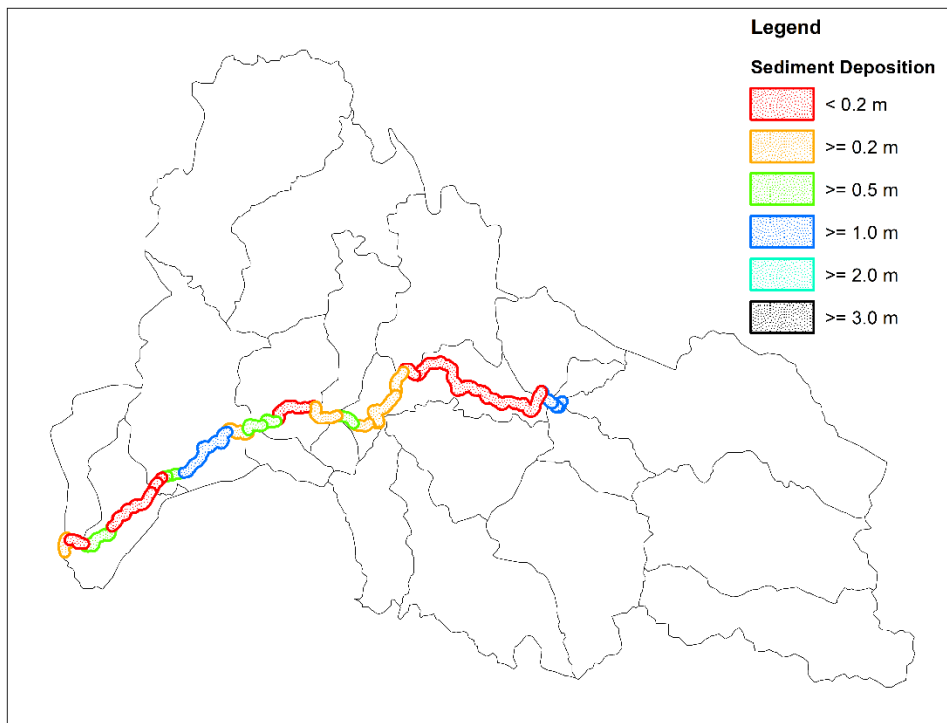 Legend
Sediment Deposition
< 0.2 m
>= 0.2 m
>= 0.5 m
>= 1.0 m
>= 2.0 m
>= 3.0 m